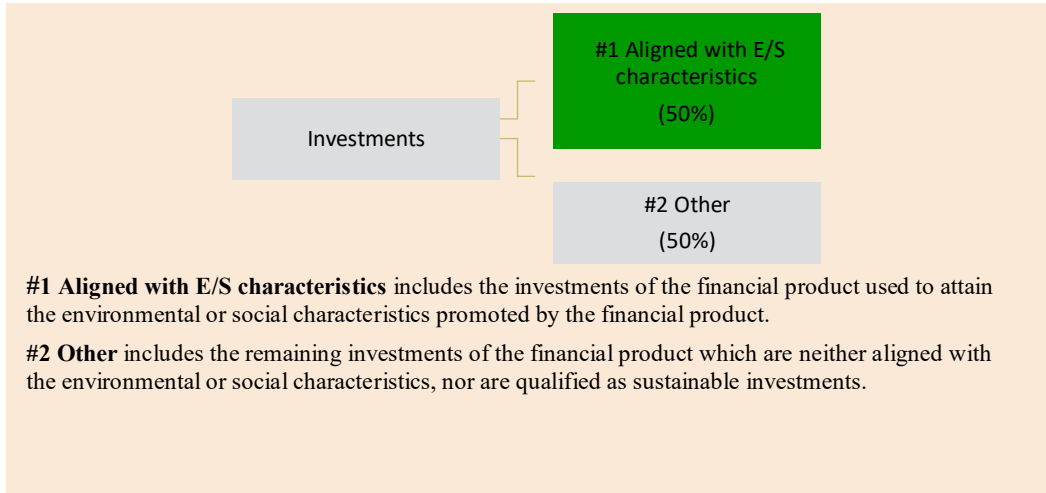 #1 Aligned with E/S
characteristics
(50%)
Investments
#2 Other
(50%)
#1 Aligned with E/S characteristics includes the investments of the financial product used to attain
the environmental or social characteristics promoted by the financial product.
#2 Other includes the remaining investments of the financial product which are neither aligned with
the environmental or social characteristics, nor are qualified as sustainable investments.